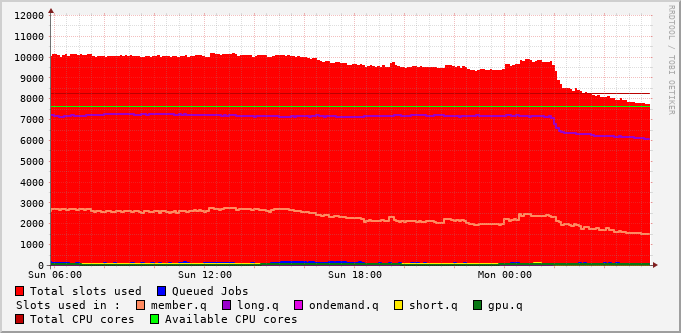 12000
11000
10000
9000
8000
7000
6000
5000
4000
3000
2000
1000
0
Sun 06:00 Sun 12:00 Sun 18:00 Mon 00:00
Total slots used Queued Jobs
Slots used in : member.q long.q ondemand.q short.q gpu.q
Total CPU cores Available CPU cores
RRDTOOL / TOBI OETIKER